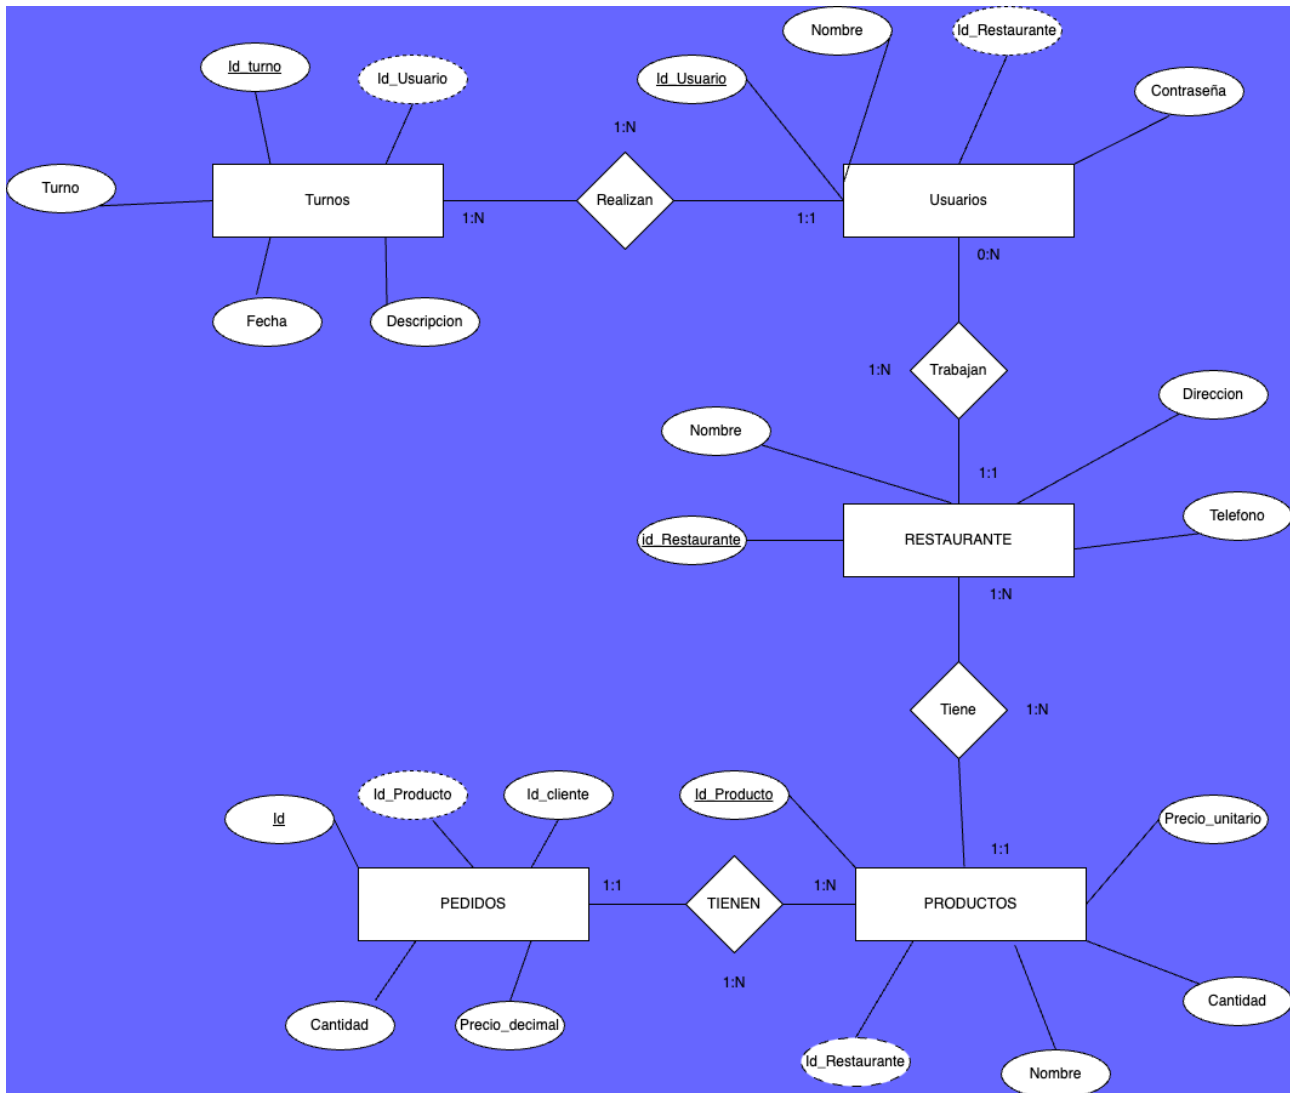 Nombre
Id_Restaurante
Id_turno
Id_Usuario
Id_Usuario
Contraseña
1:N
Turno
Turnos
Realizan
Usuarios
1:N
1:1
0:N
Fecha
Descripcion
1:N
Trabajan
Direccion
Nombre
1:1
Telefono
id_Restaurante
RESTAURANTE
1:N
Tiene
1:N
Id_Producto
Id_cliente
Id_Producto
Id
Precio_unitario
1:1
1:1
1:N
PEDIDOS
TIENEN
PRODUCTOS
1:N
Cantidad
Cantidad
Precio_decimal
Id_Restaurante
Nombre